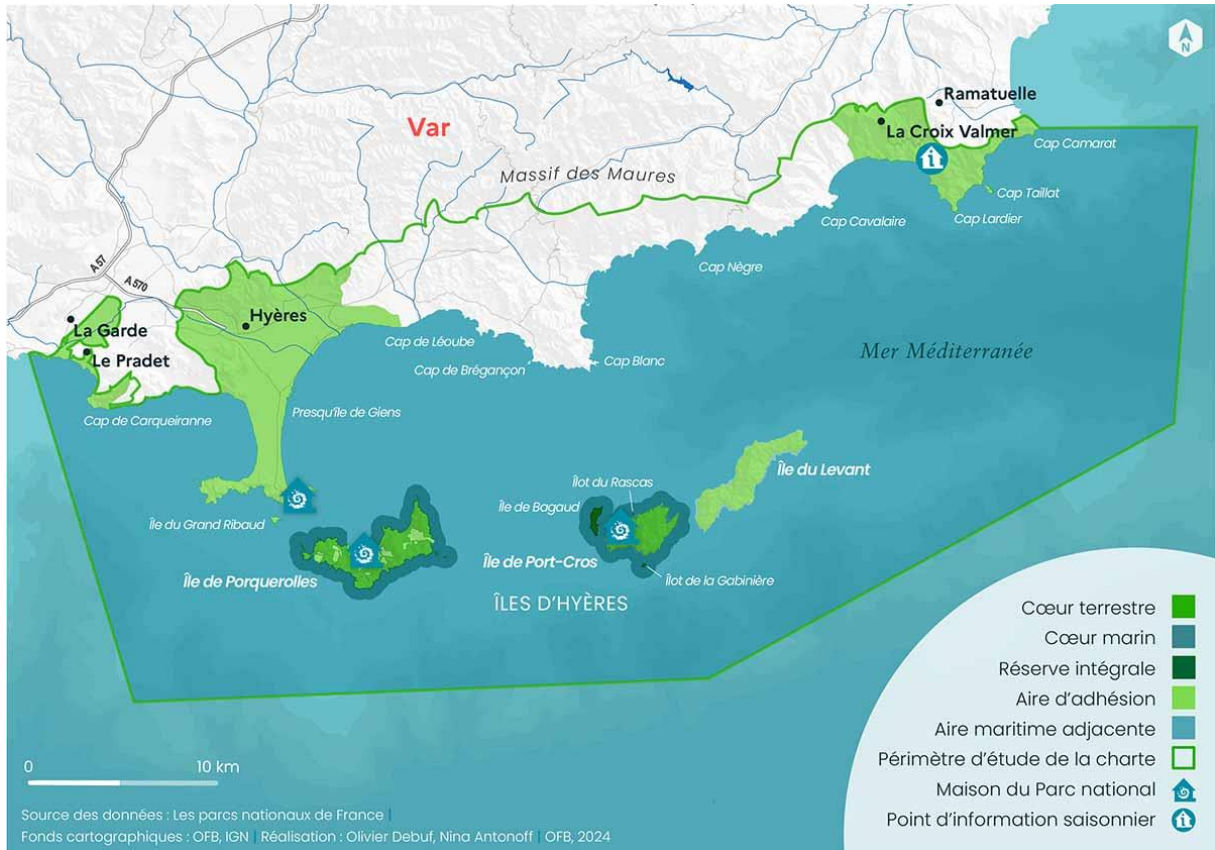 N
Ramatuelle
Var
La Croix Valmer
Cap Camarat
Massif des Maures
Cap Taillat
Cap Lardier
Cap Cavalaire
A57
Cap Nègre
A 570
Hyères
La Garde
Cap de Léoube
Mer Méditerranée
Le Pradet
Cap Blanc
Cap de Brégançon
Presqu'île de Giens
Cap de Carqueiranne
Île du Levant
Îlot du Rascas
Île de Bagaud
Île du Grand Ribaud
Île de Port-Cros
Île de Porquerolles
Îlot de la Gabinière
ÎLES D'HYÈRES
Cœur terrestre
Cœur marin
Réserve intégrale
Aire d'adhésion
Aire maritime adjacente
Périmètre d'étude de la charte
Maison du Parc national
Point d'information saisonnier
0 10 km
Source des données : Les parcs nationaux de France |
Fonds cartographiques : OFB, IGN | Réalisation : Olivier Debuf, Nina Antonoff | OFB, 2024